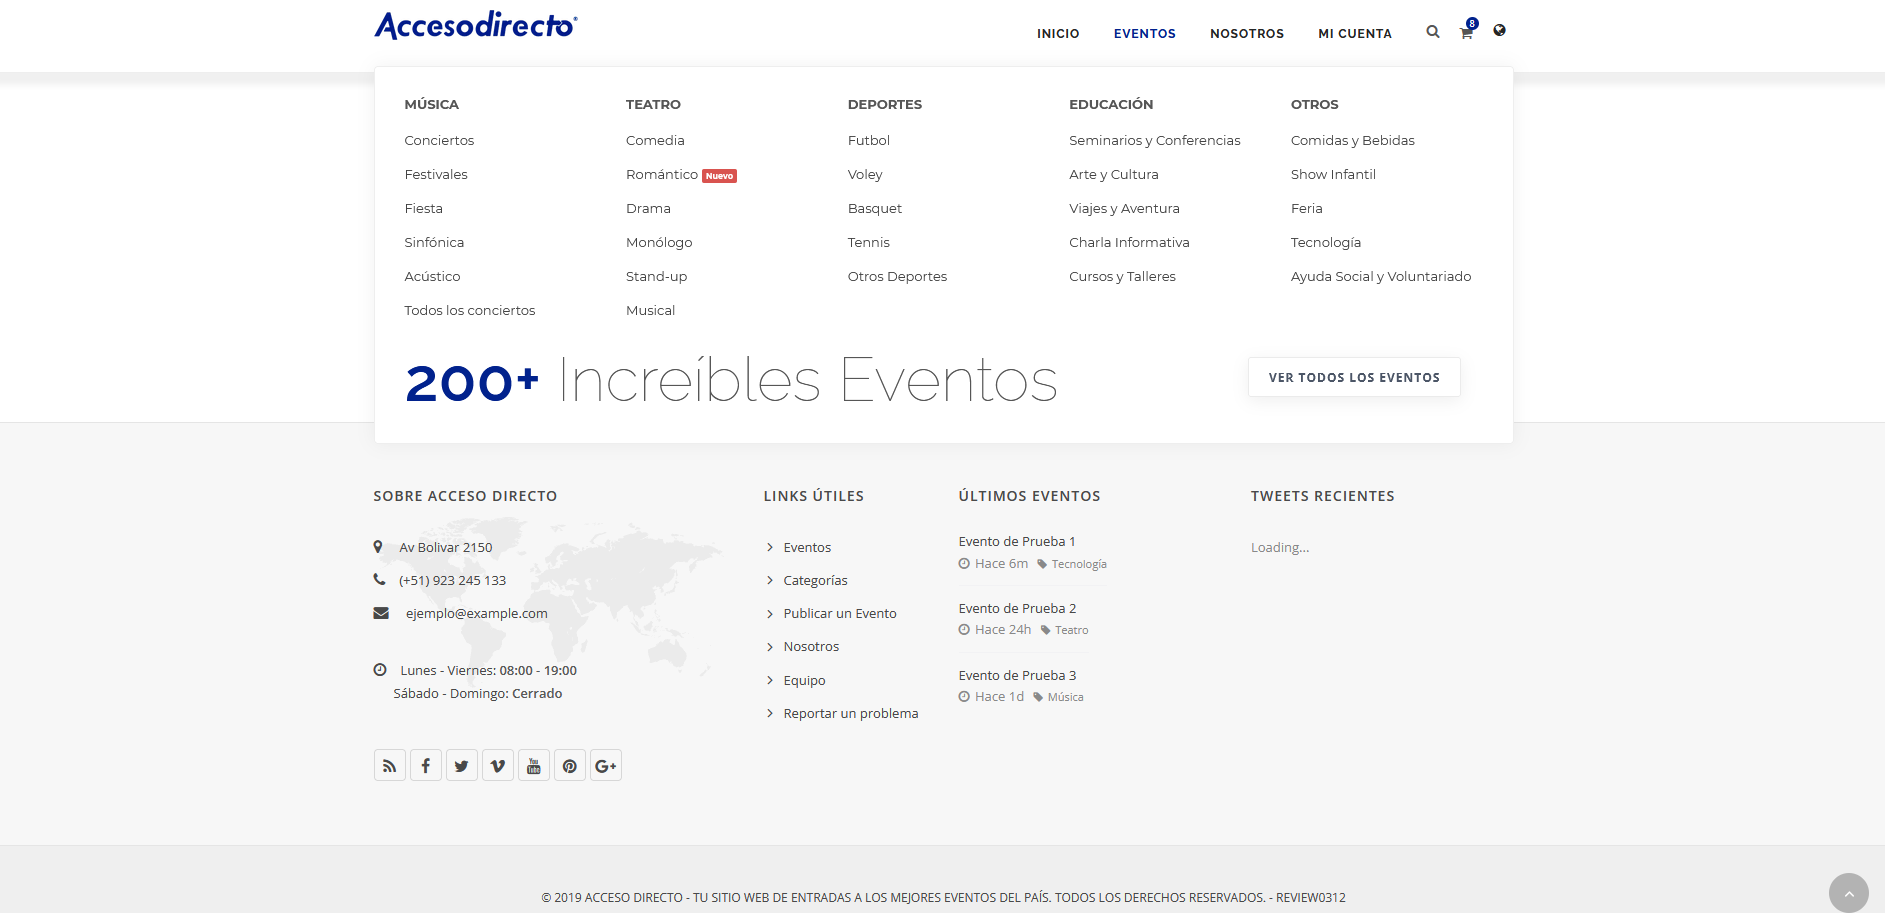 Accesodirecto®
INICIO EVENTOS NOSOTROS MI CUENTA 8
MÚSICA
Conciertos
Festivales
Fiesta
Sinfónica
Acústico
Todos los conciertos
TEATRO
Comedia
Romántico Nuevo
Drama
Monólogo
Stand-up
Musical
DEPORTES
Futbol
Voley
Basquet
Tennis
Otros Deportes
EDUCACIÓN
Seminarios y Conferencias
Arte y Cultura
Viajes y Aventura
Charla Informativa
Cursos y Talleres
OTROS
Comidas y Bebidas
Show Infantil
Feria
Tecnología
Ayuda Social y Voluntariado
200+ Increíbles Eventos
VER TODOS LOS EVENTOS
SOBRE ACCESO DIRECTO
Av Bolivar 2150
(+51) 923 245 133
ejemplo@example.com
Lunes - Viernes: 08:00 - 19:00
Sábado - Domingo: Cerrado
LINKS ÚTILES
Eventos
Categorías
Publicar un Evento
Nosotros
Equipo
Reportar un problema
ÚLTIMOS EVENTOS
Evento de Prueba 1
Hace 6m Tecnología
Evento de Prueba 2
Hace 24h Teatro
Evento de Prueba 3
Hace 1d Música
TWEETS RECIENTES
Loading...
You Tube
G+
© 2019 ACCESO DIRECTO - TU SITIO WEB DE ENTRADAS A LOS MEJORES EVENTOS DEL PAÍS. TODOS LOS DERECHOS RESERVADOS. - REVIEW0312